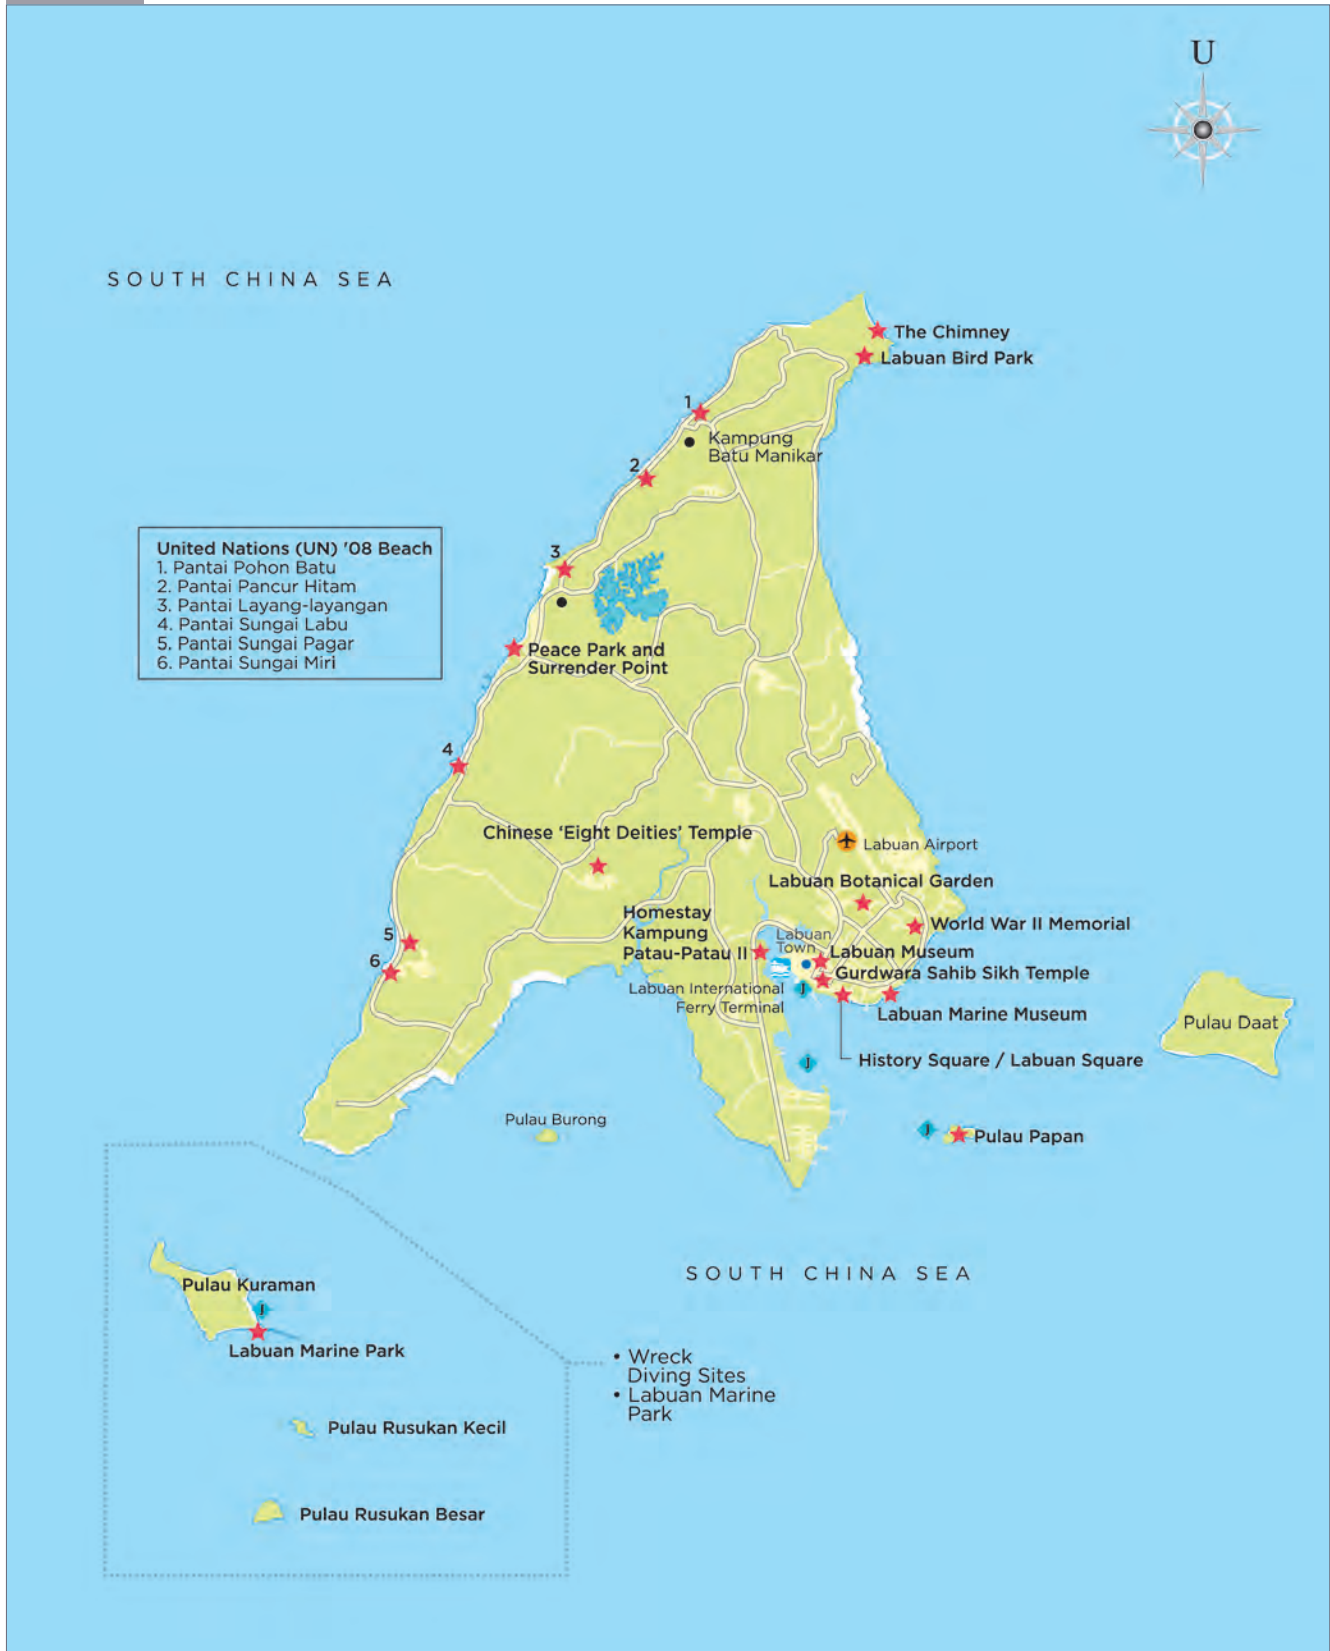 U
SOUTH CHINA SEA
The Chimney
Labuan Bird Park
1
Kampung
Batu Manikar
2
United Nations (UN) '08 Beach
1. Pantai Pohon Batu
2. Pantai Pancur Hitam
3. Pantai Layang-layangan
4. Pantai Sungai Labu
5. Pantai Sungai Pagar
6. Pantai Sungai Miri
3
Peace Park and
Surrender Point
4
Chinese ‘Eight Deities’ Temple
Labuan Airport
Labuan Botanical Garden
Homestay
Kampung
Patau-Patau II
World War II Memorial
5
Labuan
Town
Labuan Museum
6
Gurdwara Sahib Sikh Temple
Labuan International
Ferry Terminal
J
Labuan Marine Museum
Pulau Daat
J
History Square / Labuan Square
Pulau Burong
J
Pulau Papan
SOUTH CHINA SEA
Pulau Kuraman
J
Labuan Marine Park
• Wreck
Diving Sites
• Labuan Marine
Park
Pulau Rusukan Kecil
Pulau Rusukan Besar